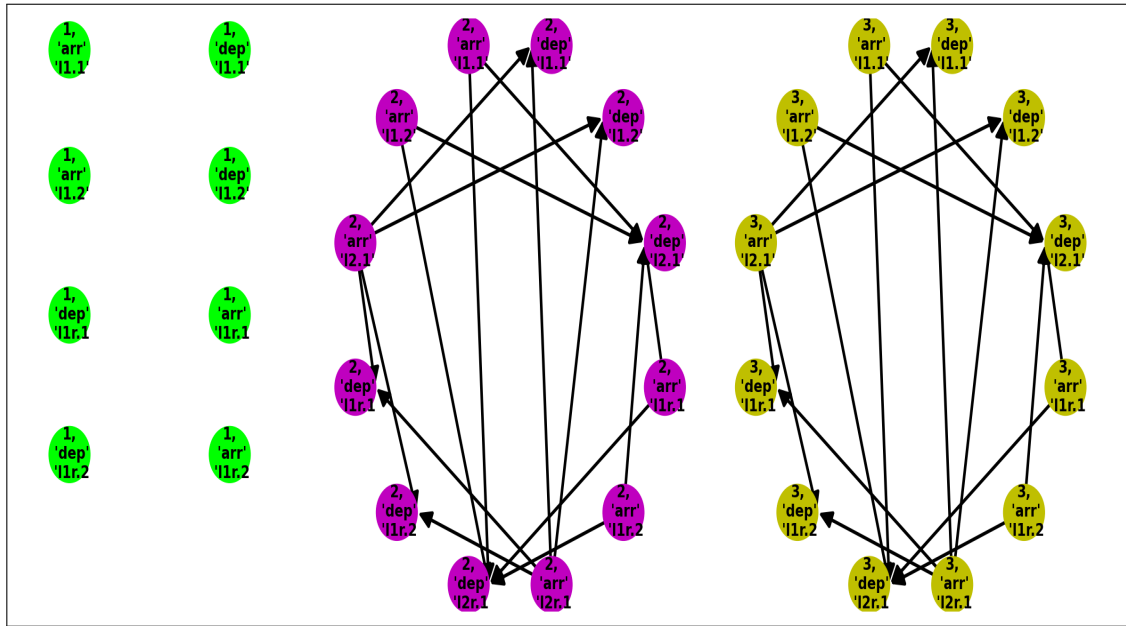 1,
'arr'
'l1.1'
1,
'dep'
'l1.1'
1,
'arr'
'l1.2'
1,
'dep'
'l1.2'
1,
'dep'
'l1r.1
1,
'arr'
'l1r.1
1,
'dep'
'l1r.2
1,
'arr'
'l1r.2
2,
'arr'
'l1.1'
2,
'dep'
'l1.1'
2,
'arr'
'l1.2'
2,
'dep'
'l1.2'
2,
'arr'
'l2.1'
2,
'dep'
'l2.1'
2,
'dep'
'l1r.1
2,
'arr'
'l1r.1
2,
'dep'
'l1r.2
2,
'arr'
'l1r.2
2,
'dep'
'l2r.1
2,
'arr'
'l2r.1
3,
'arr'
'l1.1'
3,
'dep'
'l1.1'
3,
'arr'
'l1.2'
3,
'dep'
'l1.2'
3,
'arr'
'l2.1'
3,
'dep'
'l2.1'
3,
'dep'
'l1r.1
3,
'arr'
'l1r.1
3,
'dep'
'l1r.2
3,
'arr'
'l1r.2
3,
'dep'
'l2r.1
3,
'arr'
'l2r.1